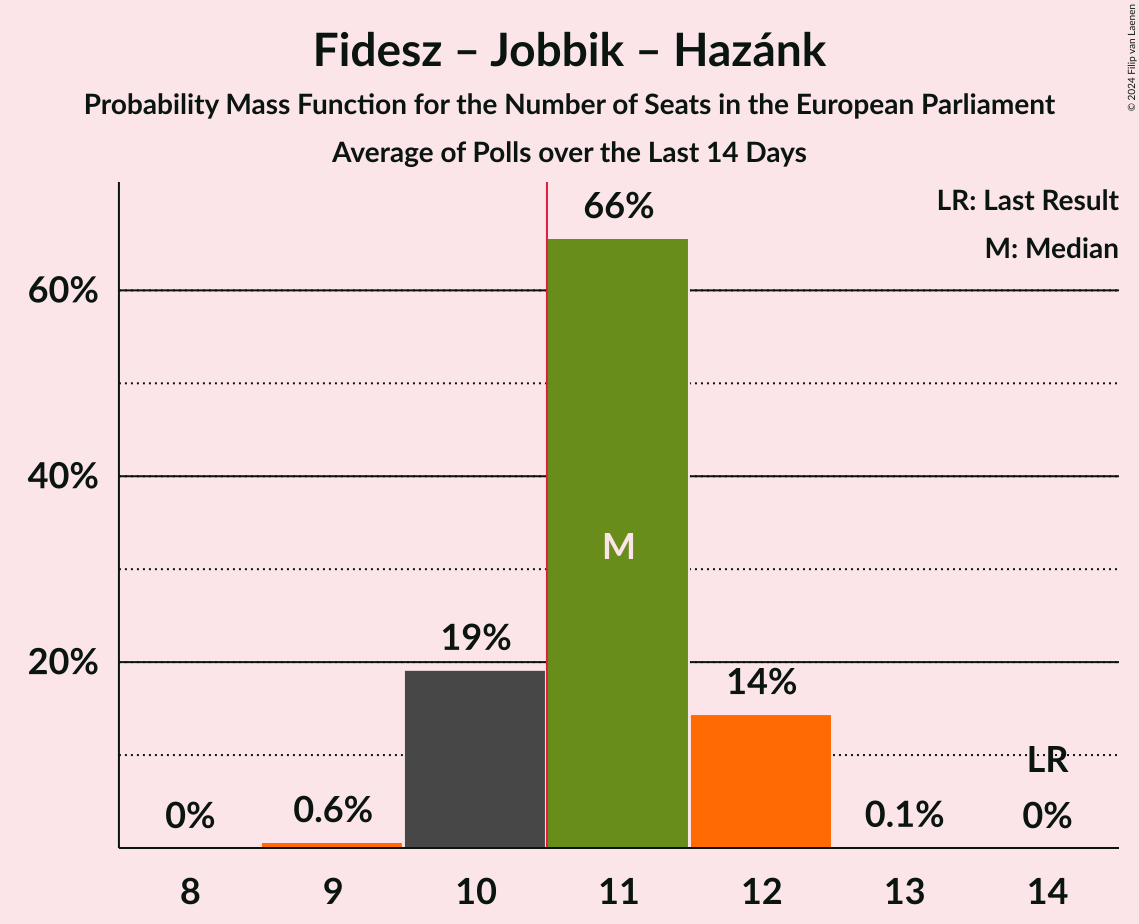 Fidesz – Jobbik – Hazánk
Probability Mass Function for the Number of Seats in the European Parliament
Average of Polls over the Last 14 Days
© 2024 Filip van Laenen
LR: Last Result
M: Median
66%
60%
40%
M
19%
20%
14%
LR
0%
0.6%
0.1%
0%
8 9 10 11 12 13 14